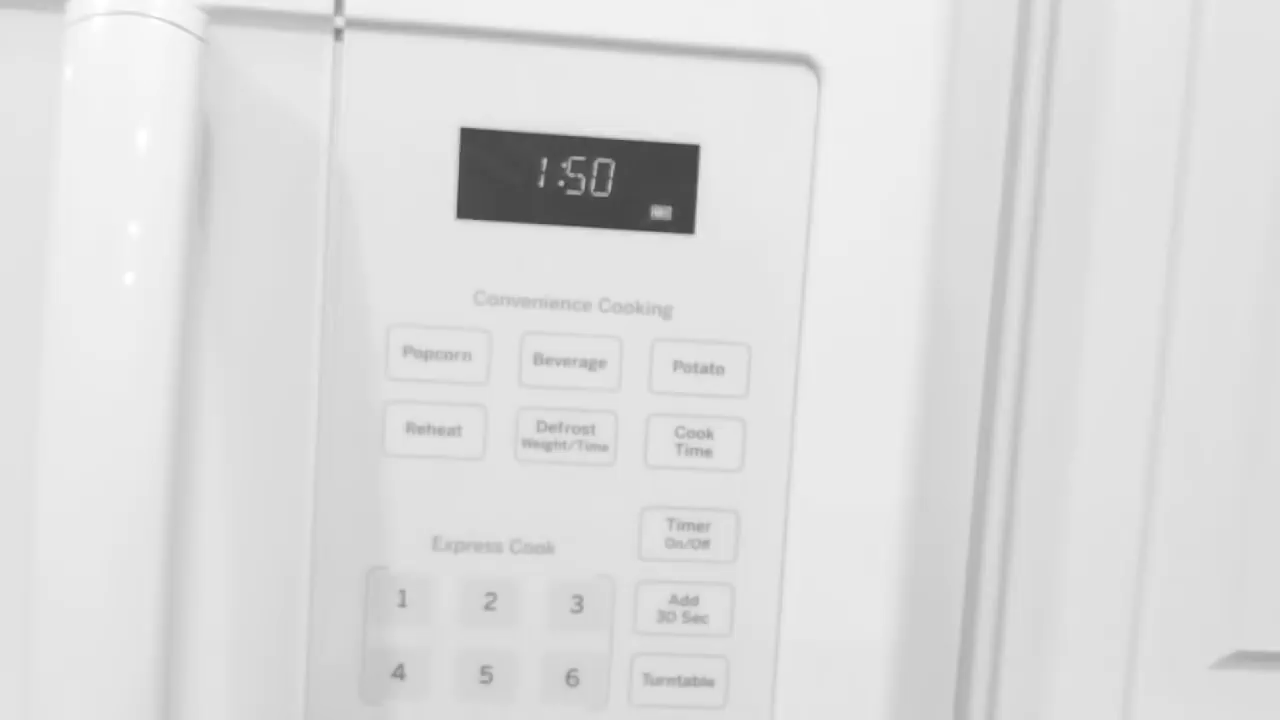 1:50
Convenience Cooking
Popcorn
Beverage
Potato
Reheat
Defrost
Weight/Time
Cook
Time
Timer
On/Off
Express Cook
1
2
3
Add
30 Sec
4
5
6
Turntable